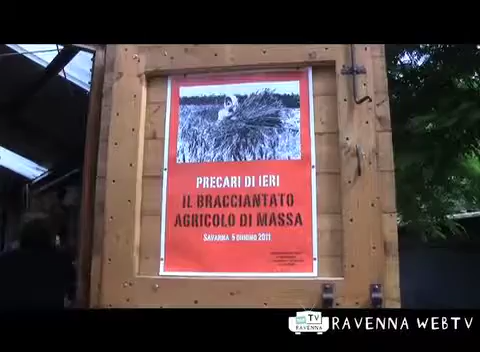 PRECARI DI IERI
IL BRACCIANTATO
AGRICOLO DI MASSA
SAVARNA 5 GIUGNO 2011
TV
RAVENNA
RAVENNA WEBTV